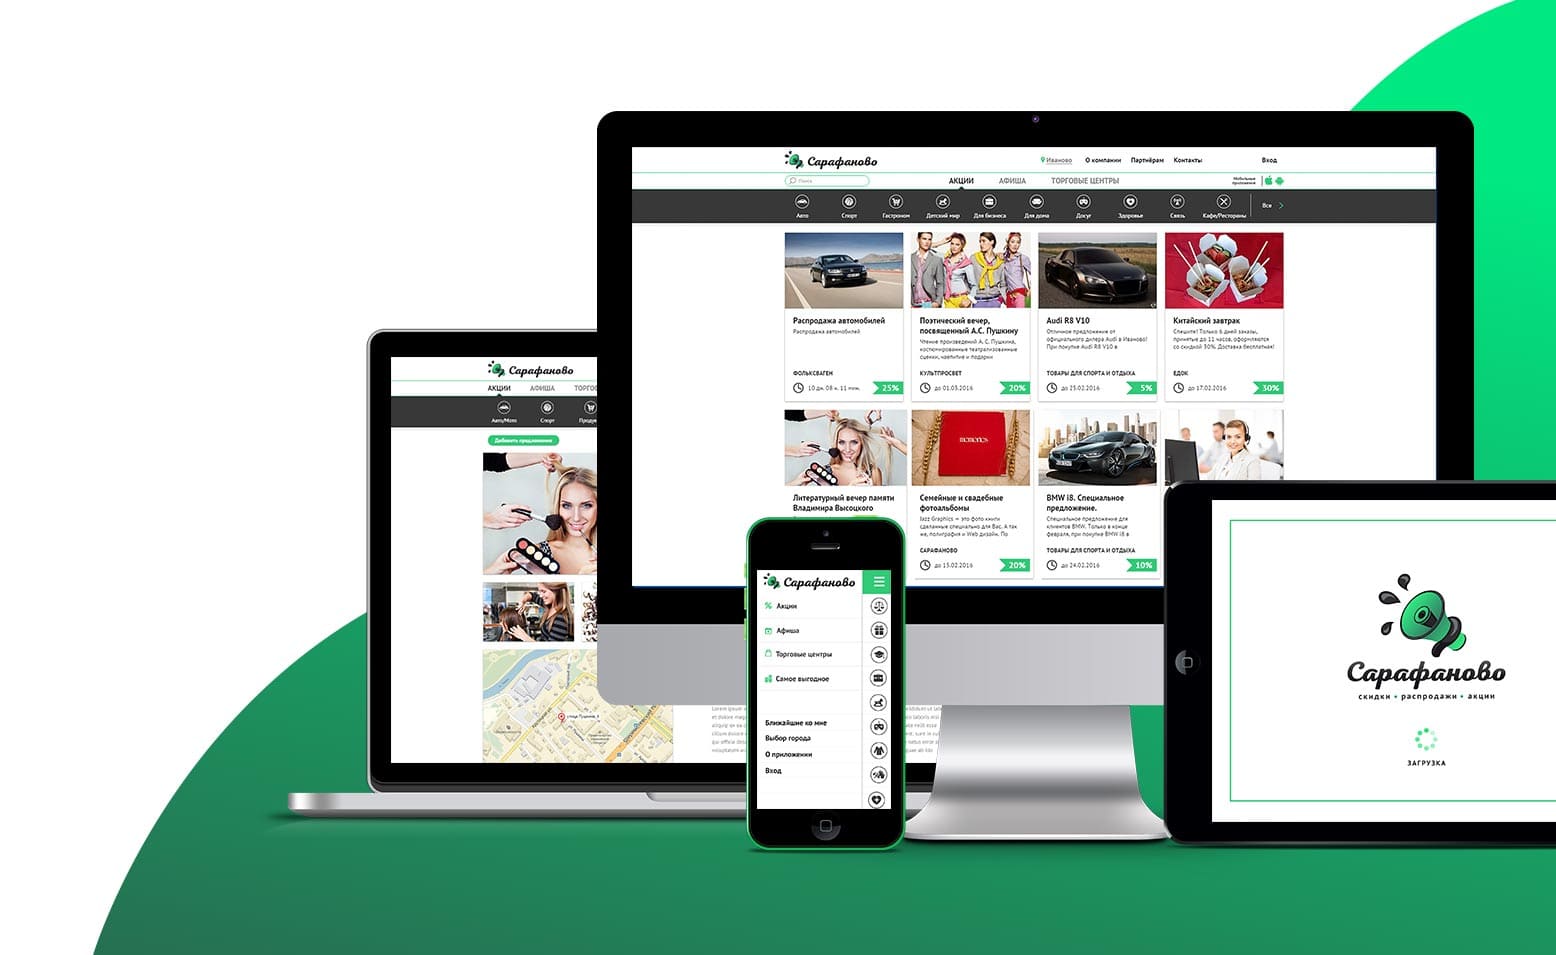 Сарафаново
Иваново
О компании
Партнёрам
Контакты
Вход
Поиск
АКЦИИ
АФИША
ТОРГОВЫЕ ЦЕНТРЫ
Мобильные
приложения
Авто
Спорт
Гастроном
Детский мир
Для бизнеса
Для дома
Досуг
Здоровье
Связь
Кафе/Рестораны
Все
Распродажа автомобилей
Распродажа автомобилей
ФОЛЬКСВАГЕН
10 дн. 08 ч. 11 мин.
25%
Поэтический вечер,
посвященный А.С. Пушкину
Чтение произведений А. С. Пушкина,
костюмированные театрализованные
сценки, чаепитие и подарки
КУЛЬТПРОСВЕТ
до 01.03.2016
20%
Audi R8 V10
Отличное предложение от
официального дилера Audi в Иваново!
При покупке Audi R8 V10 в
ТОВАРЫ ДЛЯ СПОРТА И ОТДЫХА
до 25.02.2016
5%
Китайский завтрак
Спешите! Только 6 дней заказы,
принятые до 11 часов, оформляются
со скидкой 30%. Доставка бесплатная!
ЕДОК
до 17.02.2016
30%
Литературный вечер памяти
Владимира Высоцкого
Семейные и свадебные
фотоальбомы
Jazz Graphics — это фото книги
сделанные специально для Вас. А так
же, полиграфия и Web дизайн. По
САРАФАНОВО
до 15.02.2016
20%
BMW i8. Специальное
предложение.
Специальное предложение для
клиентов BMW. Только в конце
февраля, при покупке BMW i8 в
ТОВАРЫ ДЛЯ СПОРТА И ОТДЫХА
до 24.02.2016
10%
Сарафаново
АКЦИИ
АФИША
ТОРГО
Авто/Мото
Спорт
Продук
Добавить предложение
улица Пушкина, 9
Сарафаново
Акции
Афиша
Торговые центры
Самое выгодное
Ближайшие ко мне
Выбор города
О приложении
Вход
Сарафаново
скидки • распродажи • акции
ЗАГРУЗКА